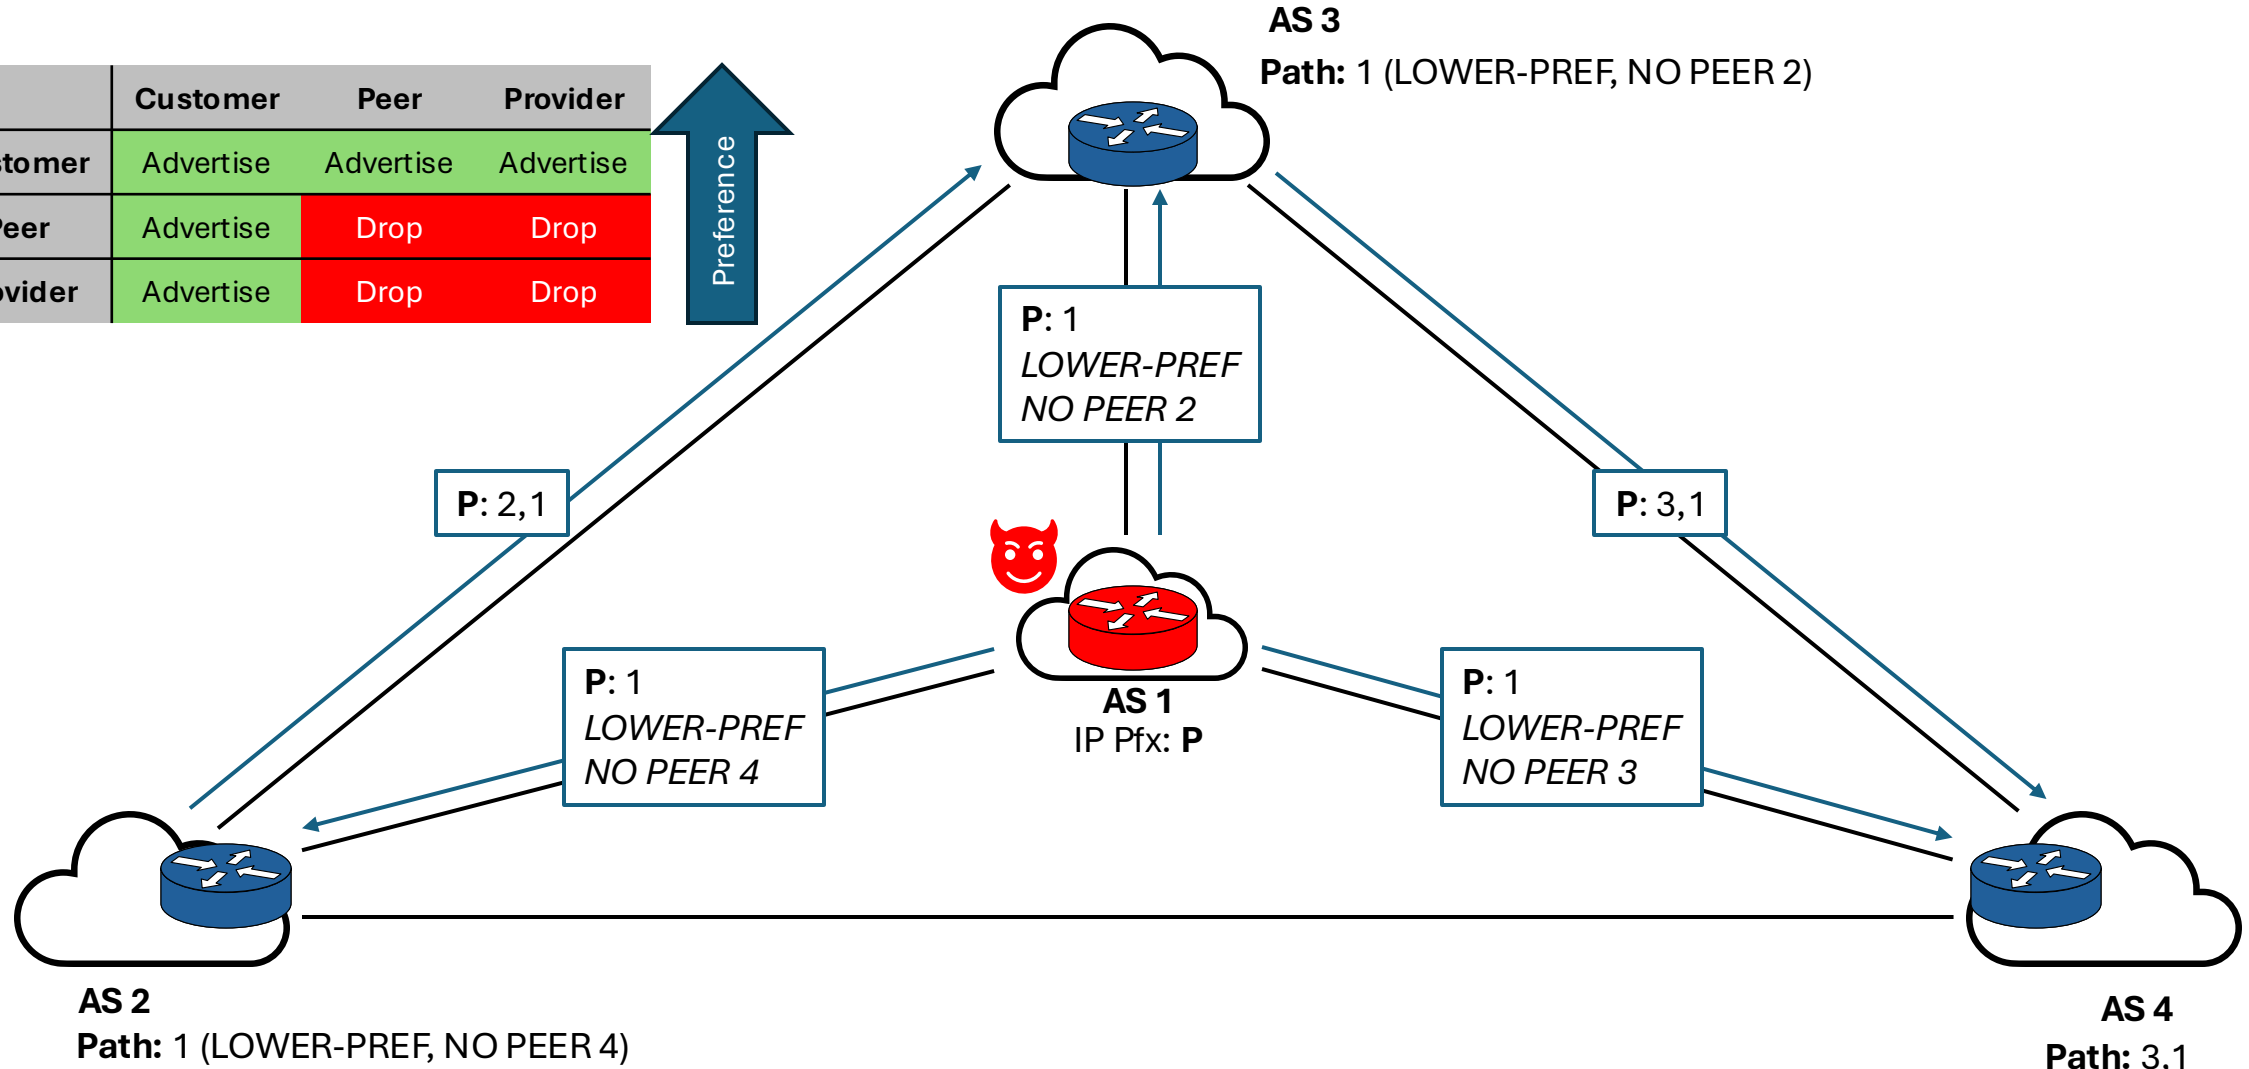 AS 3
Path: 1 (LOWER-PREF, NO PEER 2)
Customer Peer Provider
stomer Advertise Advertise Advertise
Peer Advertise Drop Drop
ovider Advertise Drop Drop
Preference
P: 1
LOWER-PREF
NO PEER 2
P: 2,1
P: 3,1
P: 1
LOWER-PREF
NO PEER 4
AS 1
IP Pfx: P
P: 1
LOWER-PREF
NO PEER 3
AS 2
Path: 1 (LOWER-PREF, NO PEER 4)
AS 4
Path: 3,1